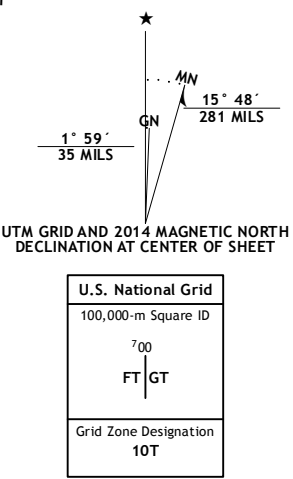 ★
MN
GN
15° 48´
281 MILS
1° 59´
35 MILS
UTM GRID AND 2014 MAGNETIC NORTH
DECLINATION AT CENTER OF SHEET
U.S. National Grid
100,000-m Square ID
⁷00
FT GT
Grid Zone Designation
10T